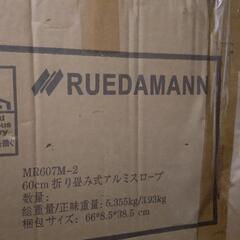 RUEDAMANN
MR607M-2
60cm 折り畳み式アルミスロープ
数量:
総重量/正味重量: 5.355kg/3.93kg
梱包サイズ: 66*8.5*38.5 cm